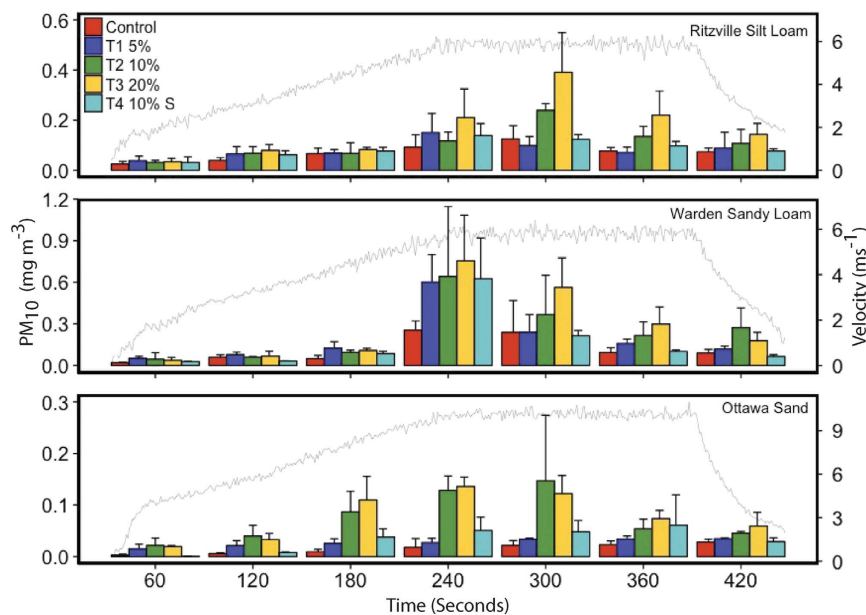 Ritzville Silt Loam
Control
T1 5%
T2 10%
T3 20%
T4 10% S
0.6
0.4
0.2
0.0
6
4
2
0
Warden Sandy Loam
1.2
0.9
0.6
0.3
0.0
6
4
2
0
PM10 (mg m-3)
Velocity (ms-1)
Ottawa Sand
0.3
0.2
0.1
0.0
9
6
3
0
60 120 180 240 300 360 420
Time (Seconds)